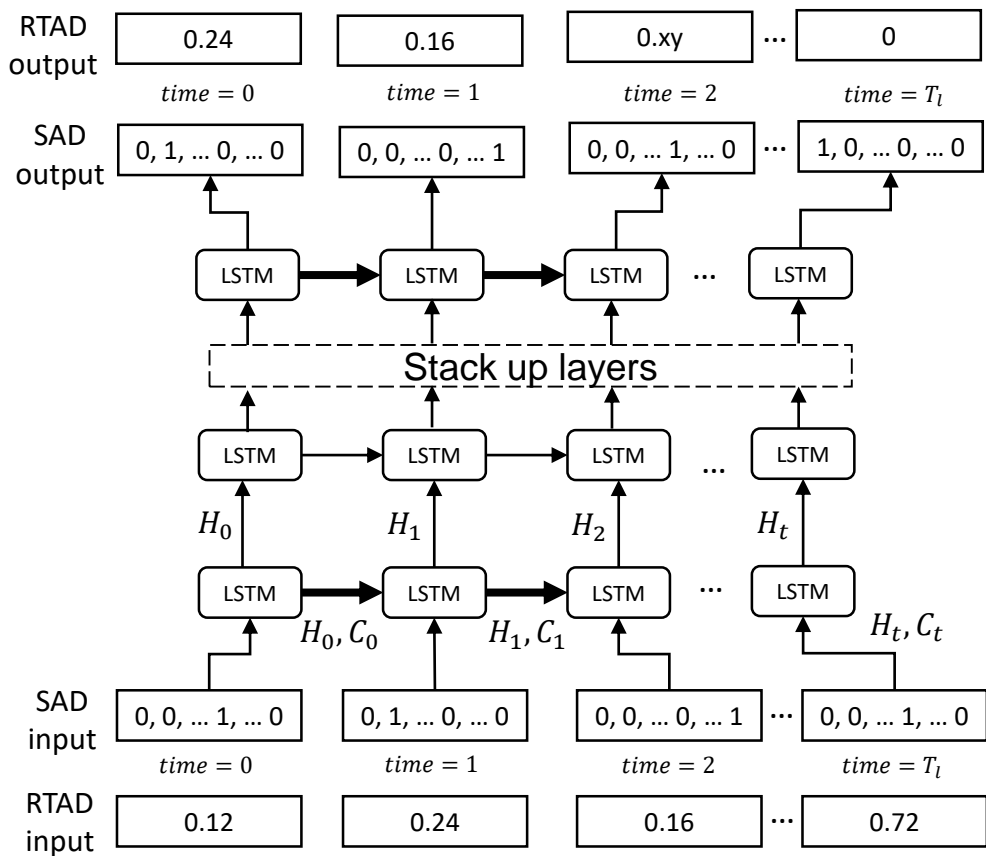 RTAD output 0.24 0.16 0.xy ... 0
time = 0 time = 1 time = 2 time = T_l
SAD output 0, 1, ... 0, ... 0 0, 0, ... 0, ... 1 0, 0, ... 1, ... 0 ... 1, 0, ... 0, ... 0
LSTM LSTM LSTM ... LSTM
Stack up layers
LSTM LSTM LSTM ... LSTM
H_0 H_1 H_2 H_t
LSTM LSTM LSTM ... LSTM
H_0, C_0 H_1, C_1 H_t, C_t
SAD input 0, 0, ... 1, ... 0 0, 1, ... 0, ... 0 0, 0, ... 0, ... 1 ... 0, 0, ... 1, ... 0
time = 0 time = 1 time = 2 time = T_l
RTAD input 0.12 0.24 0.16 ... 0.72